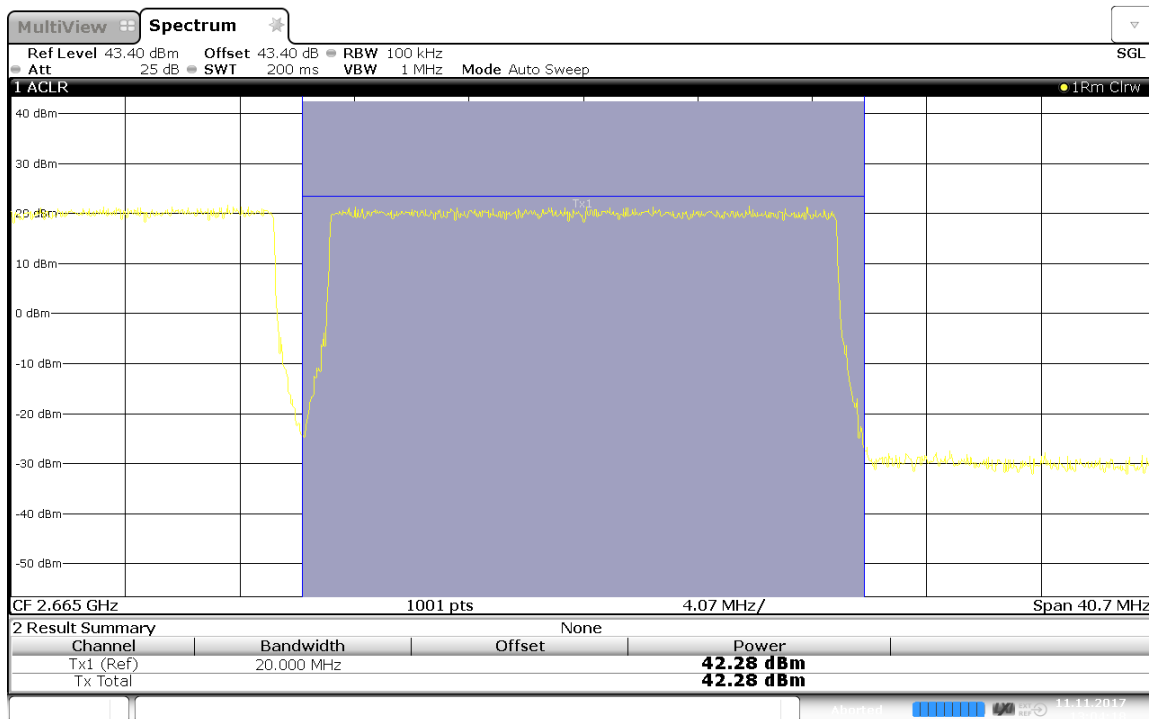 MultiView Spectrum
Ref Level 43.40 dBm Offset 43.40 dB RBW 100 kHz SGL
Att 25 dB SWT 200 ms VBW 1 MHz Mode Auto Sweep
1 ACLR 1Rm Clrw
40 dBm
30 dBm
20 dBm
Tx1
10 dBm
0 dBm
-10 dBm
-20 dBm
-30 dBm
-40 dBm
-50 dBm
CF 2.665 GHz 1001 pts 4.07 MHz/ Span 40.7 MHz
2 Result Summary None
Channel Bandwidth Offset Power
Tx1 (Ref) 20.000 MHz 42.28 dBm
Tx Total 42.28 dBm
Aborted 11.11.2017